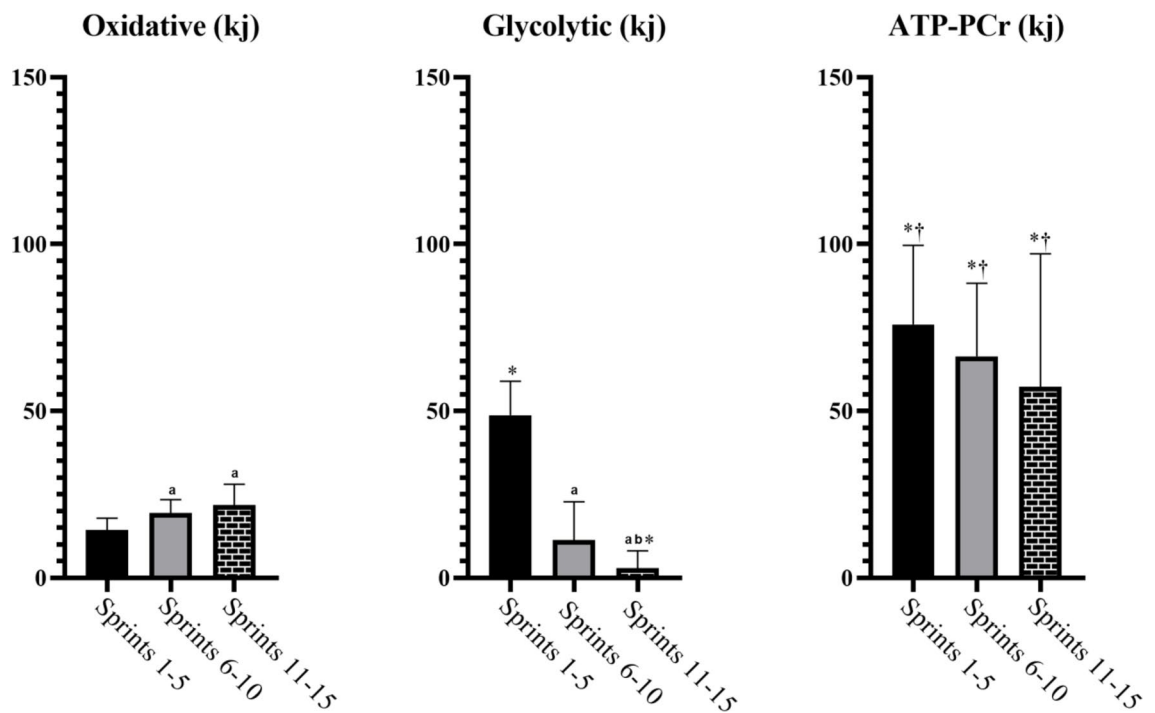 Oxidative (kj)
150
100
50
0
a
a
Sprints 1-5
Sprints 6-10
Sprints 11-15
Glycolytic (kj)
150
100
50
0
*
a
ab*
Sprints 1-5
Sprints 6-10
Sprints 11-15
ATP-PCr (kj)
150
100
50
0
*†
*†
*†
Sprints 1-5
Sprints 6-10
Sprints 11-15